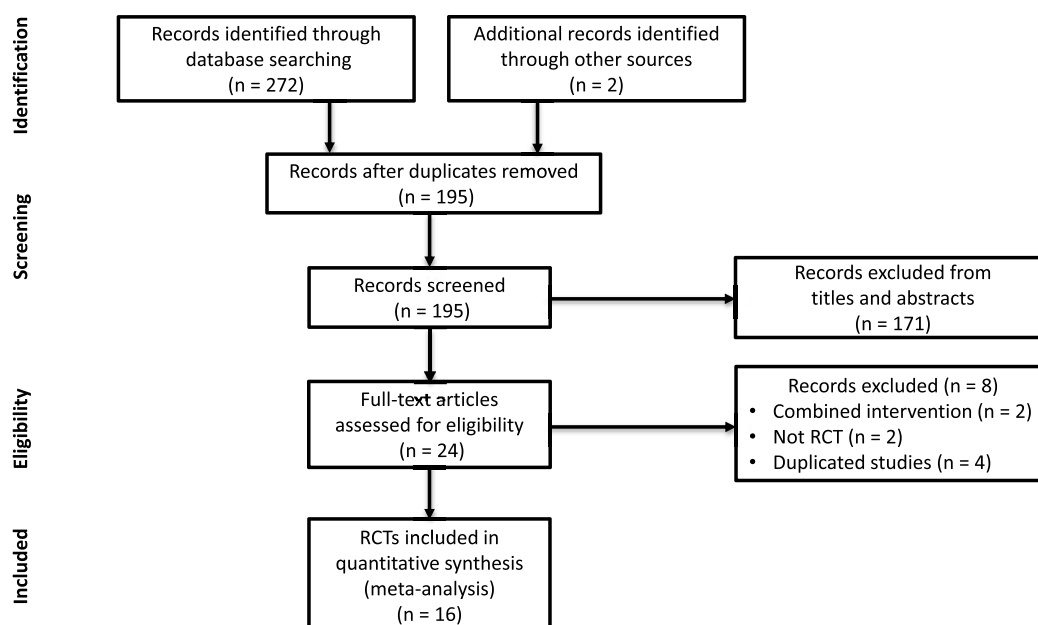 Identification
Records identified through
database searching
(n = 272)
Additional records identified
through other sources
(n = 2)
Records after duplicates removed
(n = 195)
Screening
Records screened
(n = 195)
Records excluded from
titles and abstracts
(n = 171)
Eligibility
Full-text articles
assessed for eligibility
(n = 24)
Records excluded (n = 8)
• Combined intervention (n = 2)
• Not RCT (n = 2)
• Duplicated studies (n = 4)
Included
RCTs included in
quantitative synthesis
(meta-analysis)
(n = 16)